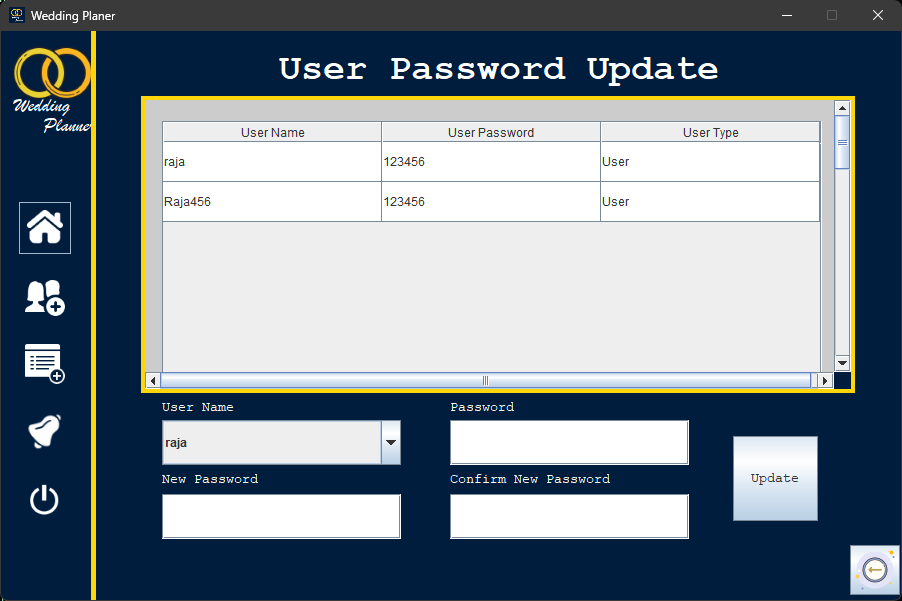 Wedding Planer
Wedding
Planne
User Password Update
User Name User Password User Type
raja 123456 User
Raja456 123456 User
User Name Password
raja
New Password Confirm New Password
Update